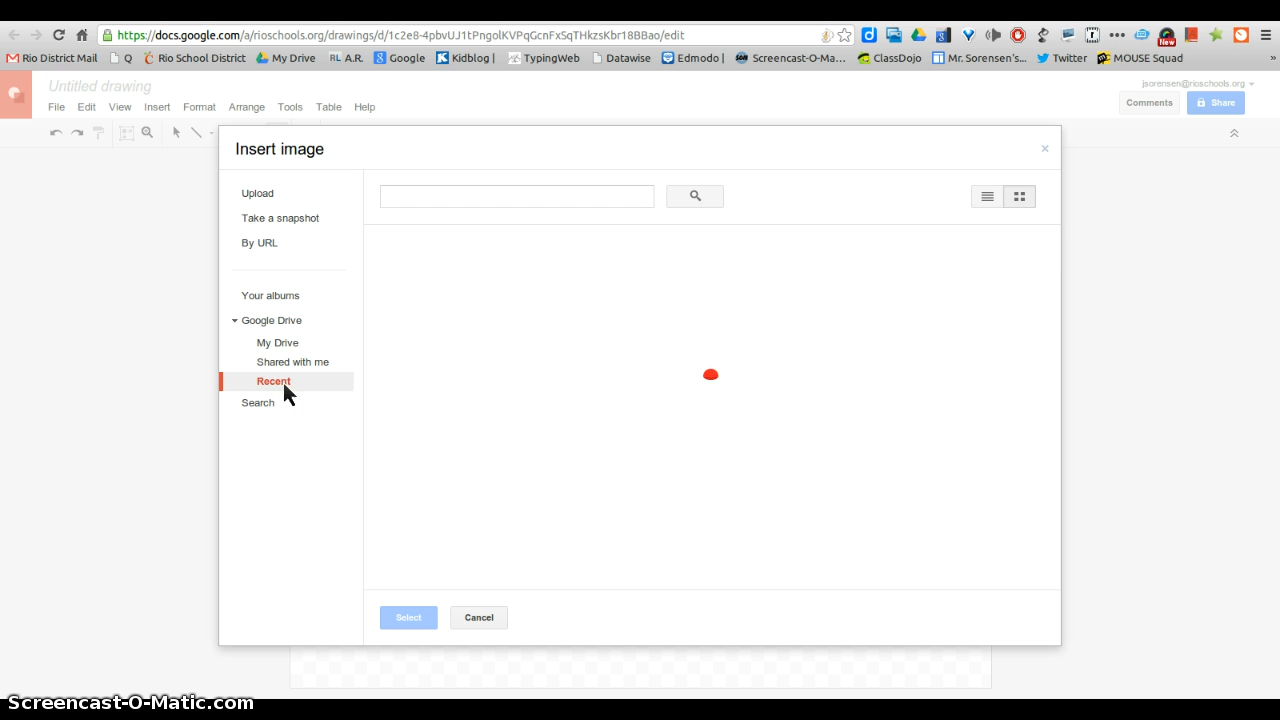 https://docs.google.com/a/rioschools.org/drawings/d/1c2e8-4pbvUJ1tPngolKVPqGcnFxSqTHkzsKbr18BBao/edit
New
Rio District Mail Q Rio School District My Drive RL A.R. Google Kidblog | TypingWeb Datawise Edmodo | Screencast-O-Ma... ClassDojo Mr. Sorensen's... Twitter MOUSE Squad »
Untitled drawing
jsorensen@rioschools.org
File Edit View Insert Format Arrange Tools Table Help
Comments
Share
Insert image
Upload
Take a snapshot
By URL
Your albums
Google Drive
My Drive
Shared with me
Recent
Search
Select
Cancel
Screencast-O-Matic.com